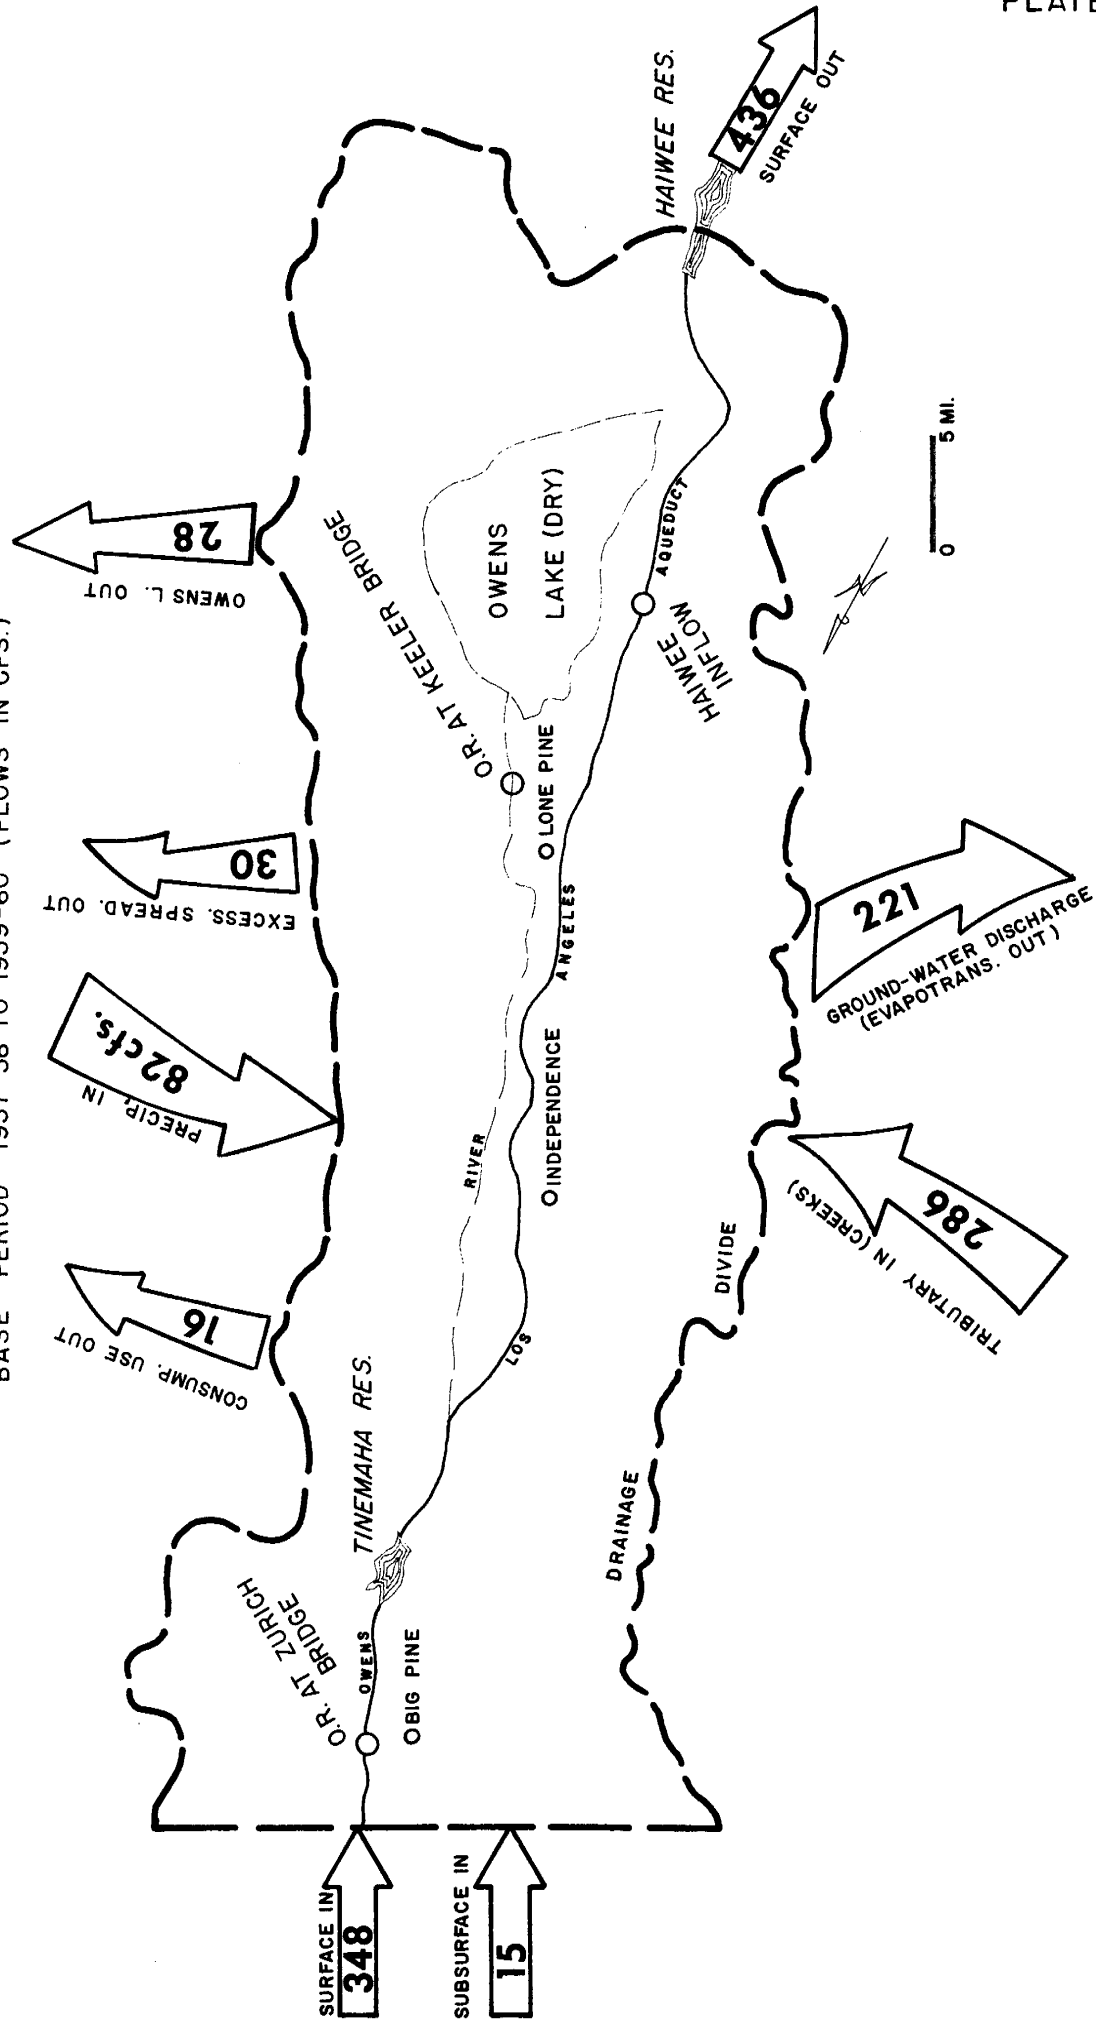 PLATE
BASE PERIOD 1937-38 TO 1959-60 (FLOWS IN CFS.)
CONSUMP. USE OUT
16
PRECIP. IN
82 cfs.
EXCESS. SPREAD. OUT
30
OWENS L. OUT
28
SURFACE IN
348
SUBSURFACE IN
15
O.R. AT ZURICH
BRIDGE
OWENS
BIG PINE
TINEMAHA RES.
RIVER
LOS
ANGELES
AQUEDUCT
INDEPENDENCE
LONE PINE
O.R. AT KEELER BRIDGE
OWENS
LAKE (DRY)
HAIWEE
INFLOW
HAIWEE RES.
436
SURFACE OUT
DRAINAGE
DIVIDE
TRIBUTARY IN (CREEKS)
286
221
GROUND-WATER DISCHARGE
(EVAPOTRANS. OUT)
N
0
5 MI.